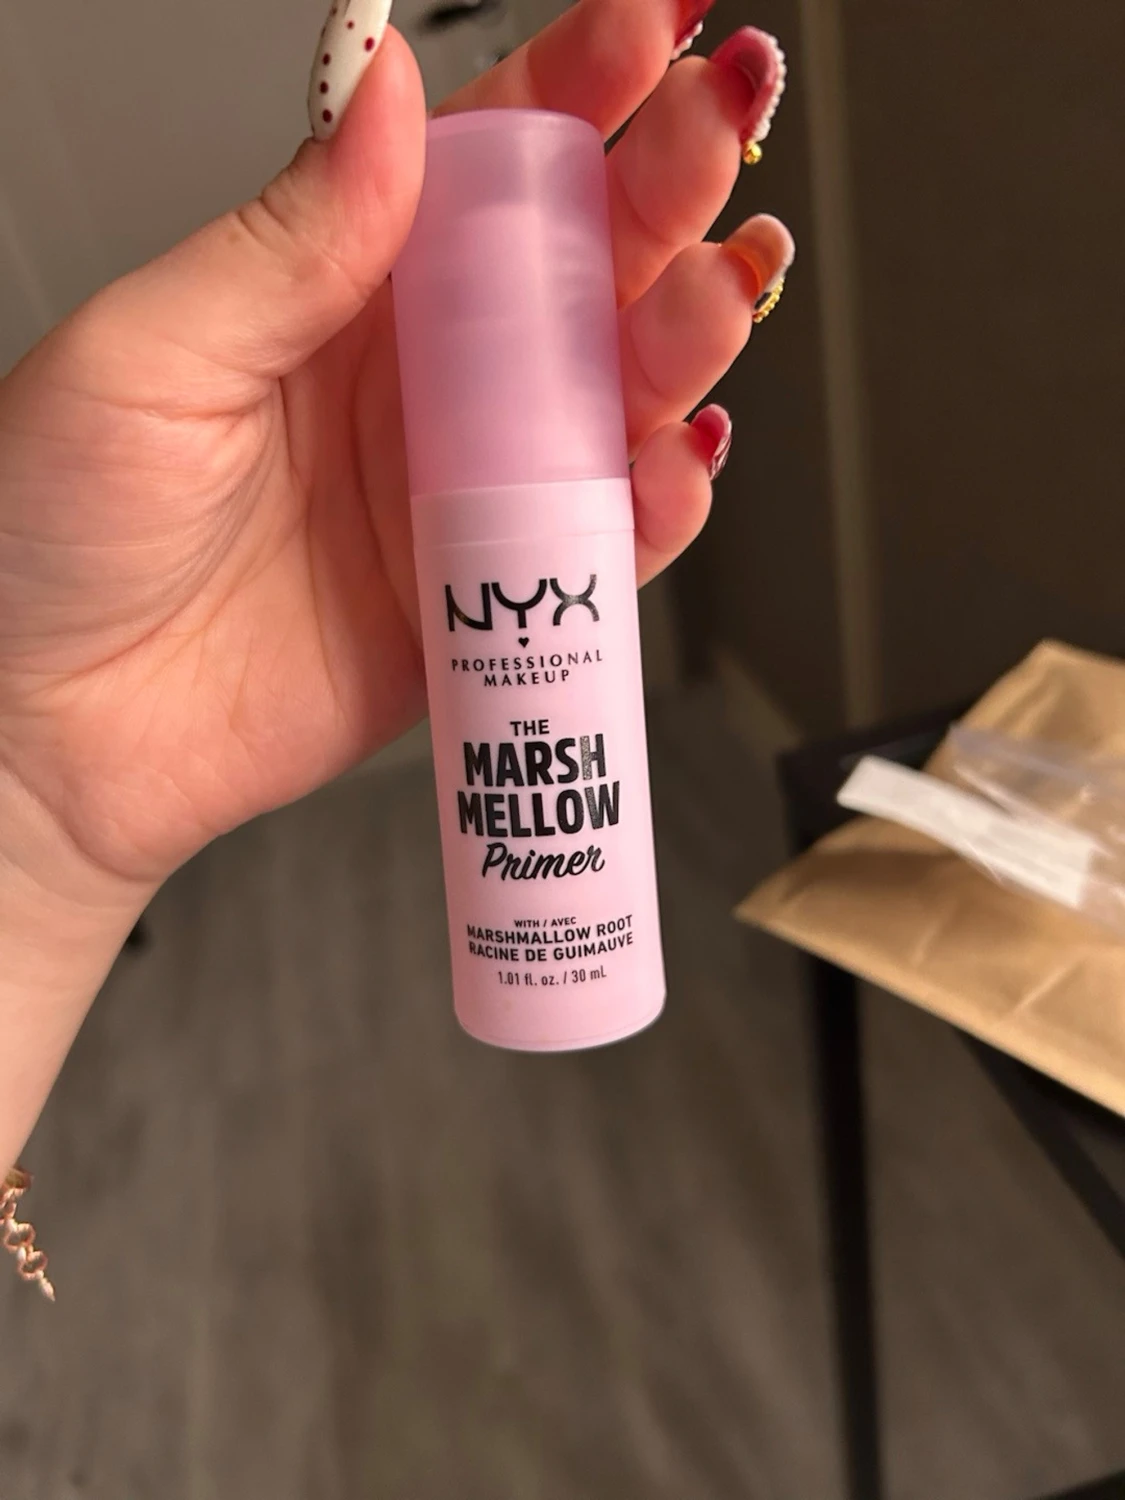 NYX
PROFESSIONAL
MAKEUP
THE
MARSH
MELLOW
Primer
WITH / AVEC
MARSHMALLOW ROOT
RACINE DE GUIMAUVE
1.01 fl. oz. / 30 mL